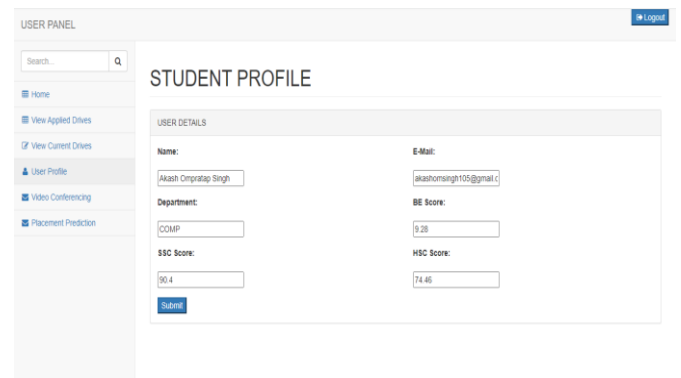 USER PANEL
Logout
Search...
Home
View Applied Drives
View Current Drives
User Profile
Video Conferencing
Placement Prediction
STUDENT PROFILE
USER DETAILS
Name: E-Mail:
Akash Ompratap Singh akashomsingh105@gmail.c
Department: BE Score:
COMP 9.28
SSC Score: HSC Score:
90.4 74.46
Submit